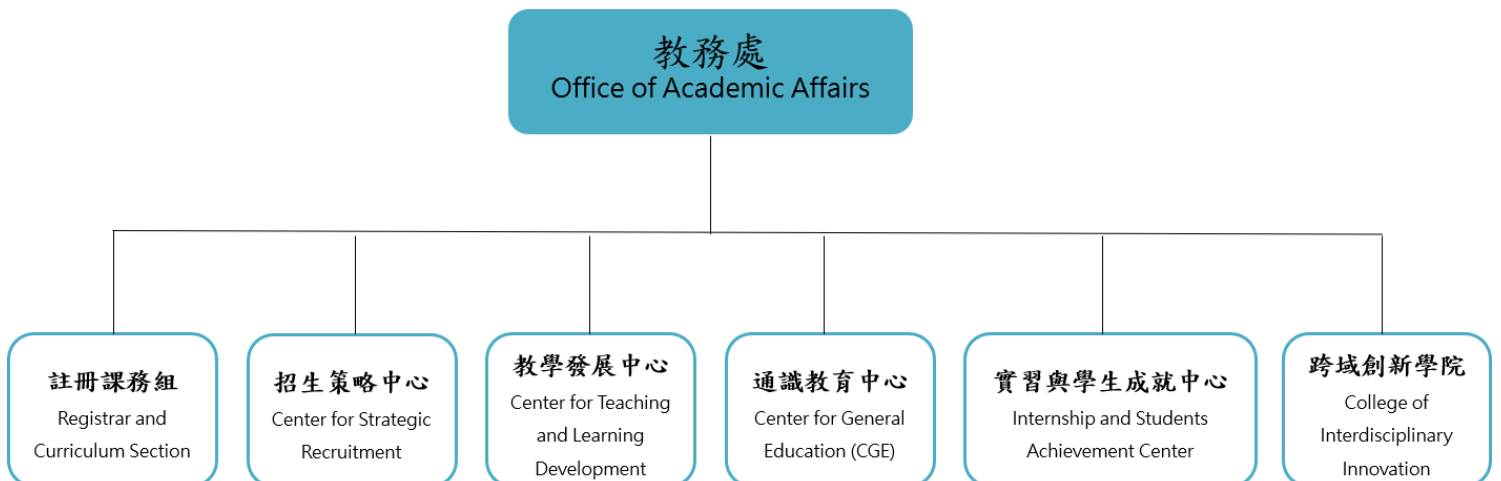 教務處
Office of Academic Affairs
註冊課務組
Registrar and
Curriculum Section
招生策略中心
Center for Strategic
Recruitment
教學發展中心
Center for Teaching
and Learning
Development
通識教育中心
Center for General
Education (CGE)
實習與學生成就中心
Internship and Students
Achievement Center
跨域創新學院
College of
Interdisciplinary
Innovation